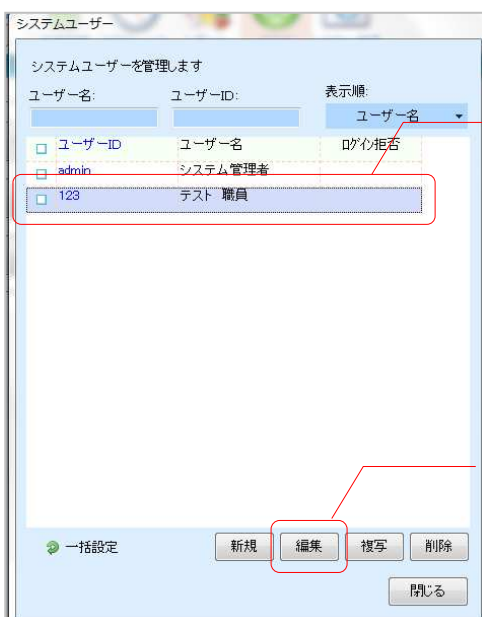 システムユーザー
システムユーザーを管理します
ユーザー名: ユーザーID: 表示順:
ユーザー名
ユーザーID ユーザー名 ログイン拒否
admin システム管理者
123 テスト 職員
一括設定 新規 編集 複写 削除
閉じる